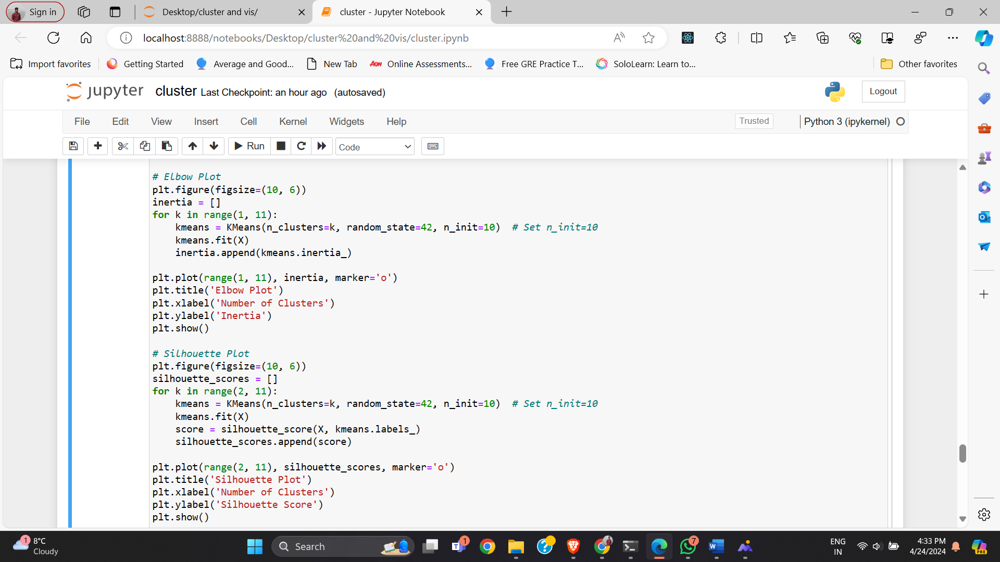 Sign in
Desktop/cluster and vis/
cluster - Jupyter Notebook
localhost:8888/notebooks/Desktop/cluster%20and%20vis/cluster.ipynb
Import favorites
Getting Started
Average and Good...
New Tab
AON Online Assessments...
Free GRE Practice T...
SoloLearn: Learn to...
Other favorites
jupyter cluster Last Checkpoint: an hour ago (autosaved)
Logout
File Edit View Insert Cell Kernel Widgets Help
Trusted
Python 3 (ipykernel)
Run
Code
# Elbow Plot
plt.figure(figsize=(10, 6))
inertia = []
for k in range(1, 11):
    kmeans = KMeans(n_clusters=k, random_state=42, n_init=10)  # Set n_init=10
    kmeans.fit(X)
    inertia.append(kmeans.inertia_)
plt.plot(range(1, 11), inertia, marker='o')
plt.title('Elbow Plot')
plt.xlabel('Number of Clusters')
plt.ylabel('Inertia')
plt.show()
# Silhouette Plot
plt.figure(figsize=(10, 6))
silhouette_scores = []
for k in range(2, 11):
    kmeans = KMeans(n_clusters=k, random_state=42, n_init=10)  # Set n_init=10
    kmeans.fit(X)
    score = silhouette_score(X, kmeans.labels_)
    silhouette_scores.append(score)
plt.plot(range(2, 11), silhouette_scores, marker='o')
plt.title('Silhouette Plot')
plt.xlabel('Number of Clusters')
plt.ylabel('Silhouette Score')
plt.show()
1
8°C
Cloudy
Search
1
7
ENG
IN
4:33 PM
4/24/2024
PRE